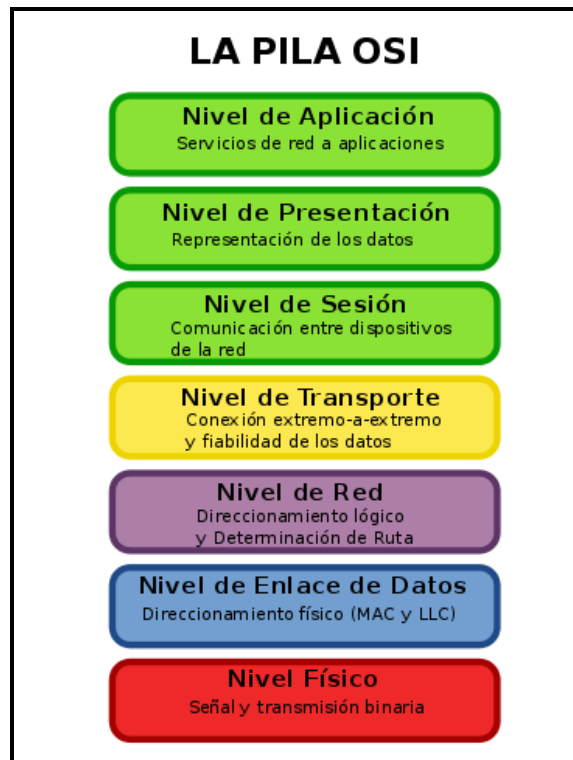 LA PILA OSI
Nivel de Aplicación
Servicios de red a aplicaciones
Nivel de Presentación
Representación de los datos
Nivel de Sesión
Comunicación entre dispositivos
de la red
Nivel de Transporte
Conexión extremo-a-extremo
y fiabilidad de los datos
Nivel de Red
Direccionamiento lógico
y Determinación de Ruta
Nivel de Enlace de Datos
Direccionamiento físico (MAC y LLC)
Nivel Físico
Señal y transmisión binaria